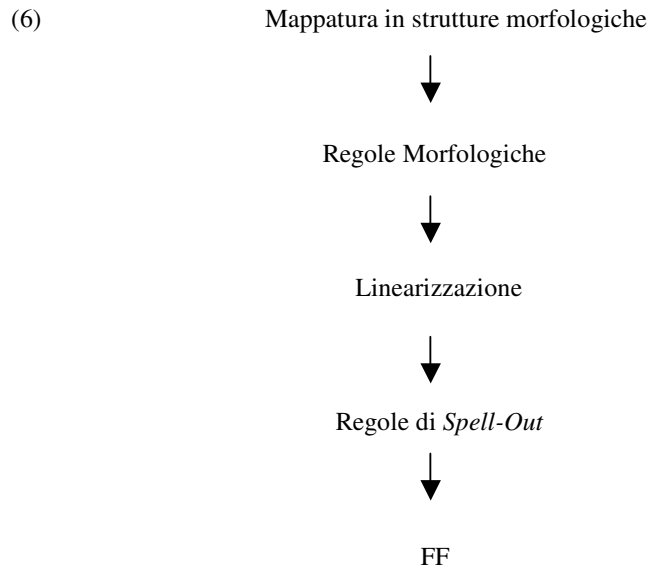 (6) Mappatura in strutture morfologiche
Regole Morfologiche
Linearizzazione
Regole di Spell-Out
FF